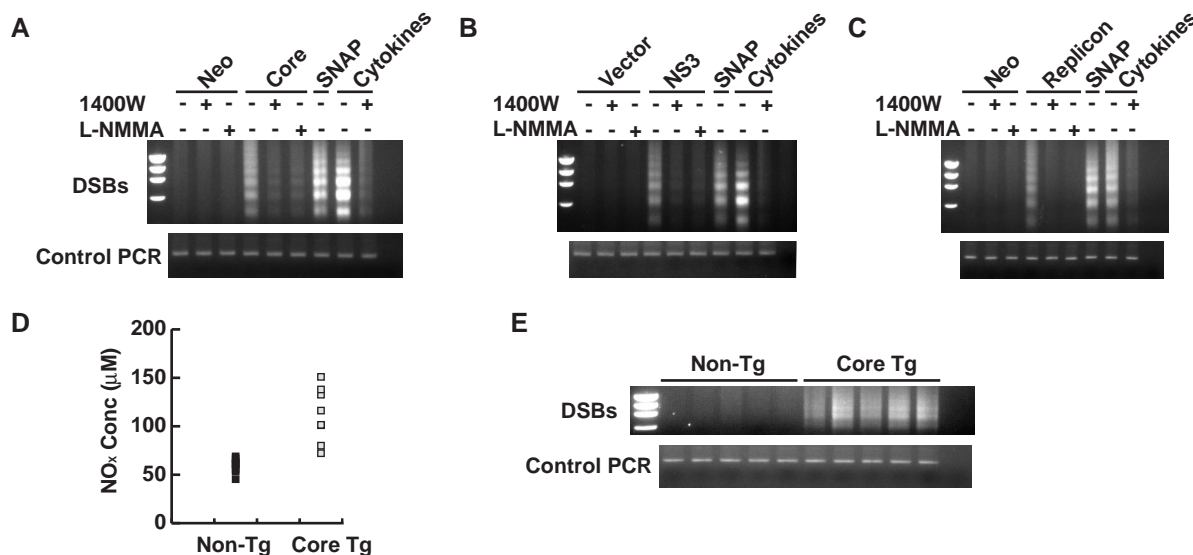 A
Neo Core SNAP Cytokines
1400W - + - - + - - - +
L-NMMA - - + - - + - - -
DSBs
Control PCR
B
Vector NS3 SNAP Cytokines
- + - - + - - - +
- - + - - + - - -
C
Neo Replicon SNAP Cytokines
1400W - + - - + - - - +
L-NMMA - - + - - + - - -
D
NOx Conc (μM)
200
150
100
50
0
Non-Tg Core Tg
E
Non-Tg Core Tg
DSBs
Control PCR